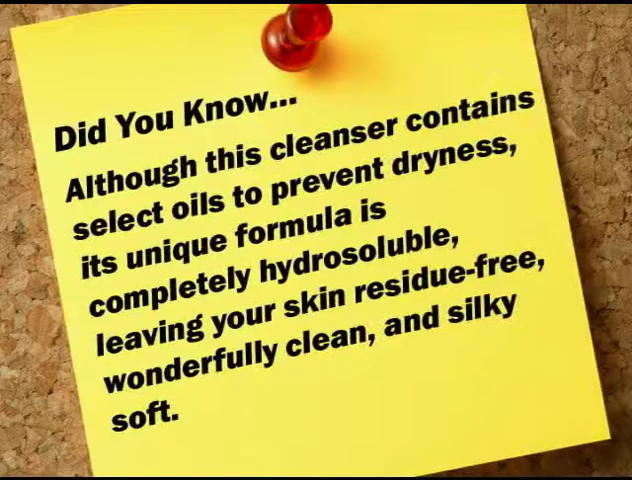 Did You Know...
Although this cleanser contains
select oils to prevent dryness,
its unique formula is
completely hydrosoluble,
leaving your skin residue-free,
wonderfully clean, and silky
soft.